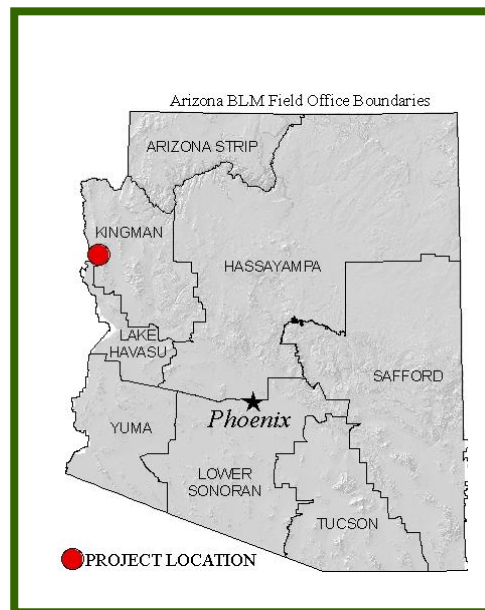 Arizona BLM Field Office Boundaries
ARIZONA STRIP
KINGMAN
HASSAYAMPA
LAKE
HAVASU
SAFFORD
Phoenix
YUMA
LOWER
SONORAN
TUCSON
PROJECT LOCATION